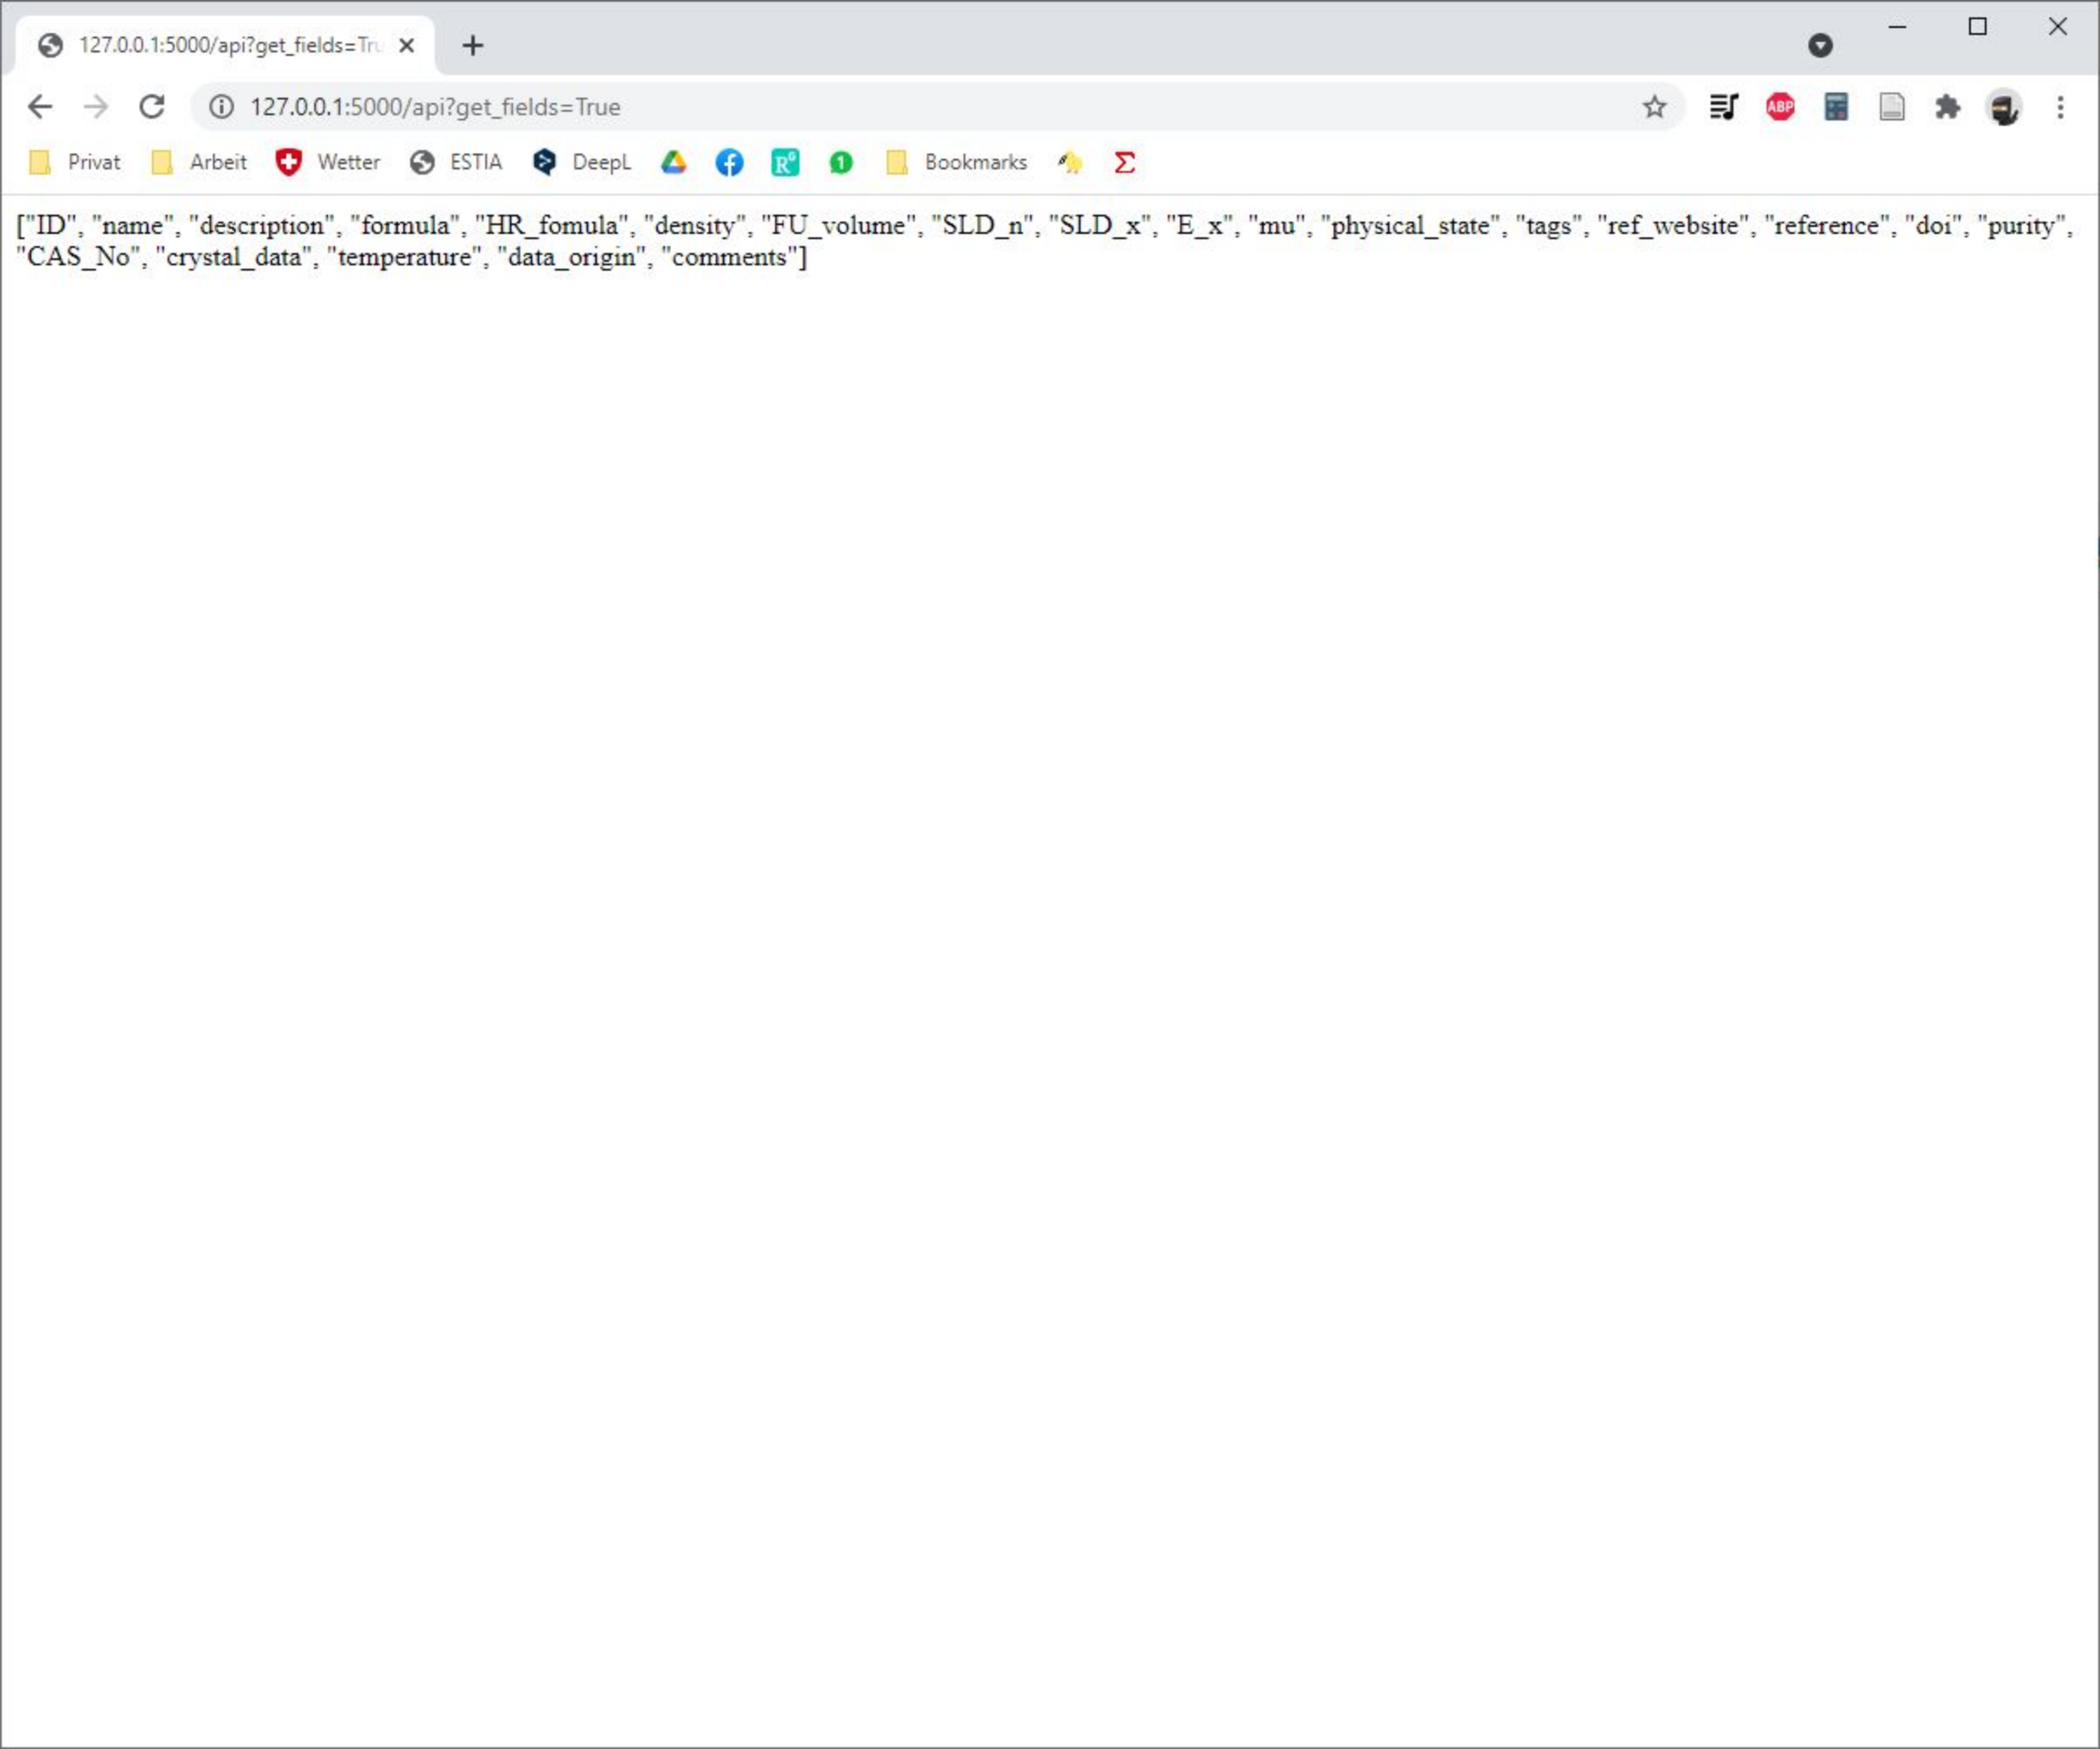 127.0.0.1:5000/api?get_fields=Tru
127.0.0.1:5000/api?get_fields=True
ABP
Privat Arbeit Wetter ESTIA DeepL R^G 1 Bookmarks Σ
["ID", "name", "description", "formula", "HR_fomula", "density", "FU_volume", "SLD_n", "SLD_x", "E_x", "mu", "physical_state", "tags", "ref_website", "reference", "doi", "purity",
"CAS_No", "crystal_data", "temperature", "data_origin", "comments"]